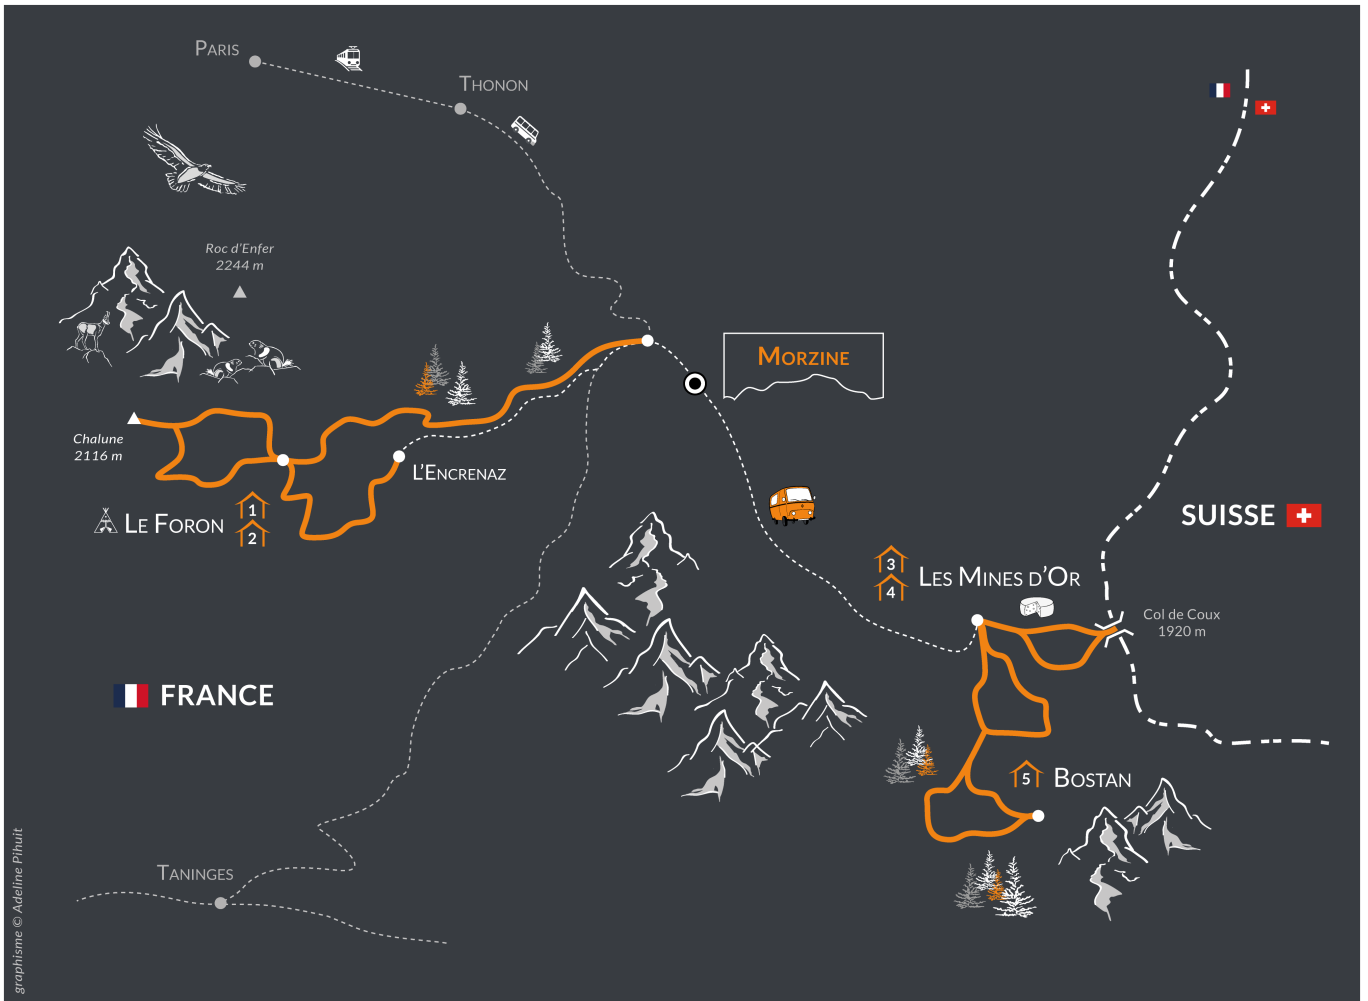 PARIS
THONON
Roc d'Enfer
2244 m
MORZINE
Chalune
2116 m
L'ENCRENAZ
LE FORON
1
2
SUISSE
3
4
LES MINES D'OR
Col de Coux
1920 m
FRANCE
5
BOSTAN
TANINGES
graphisme © Adeline Pihuit